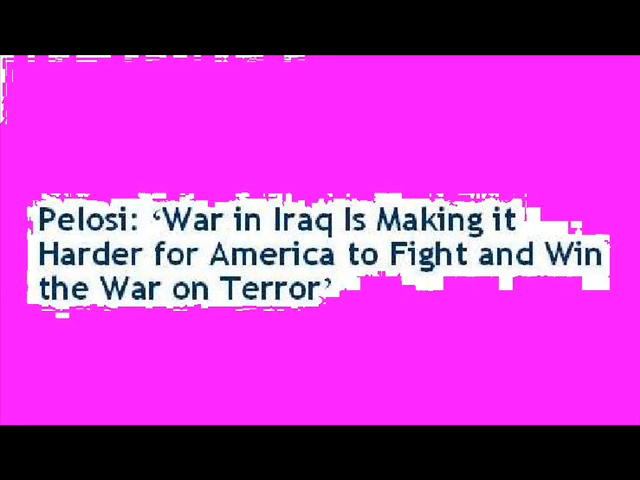 Pelosi: ‘War in Iraq Is Making it
Harder for America to Fight and Win
the War on Terror’